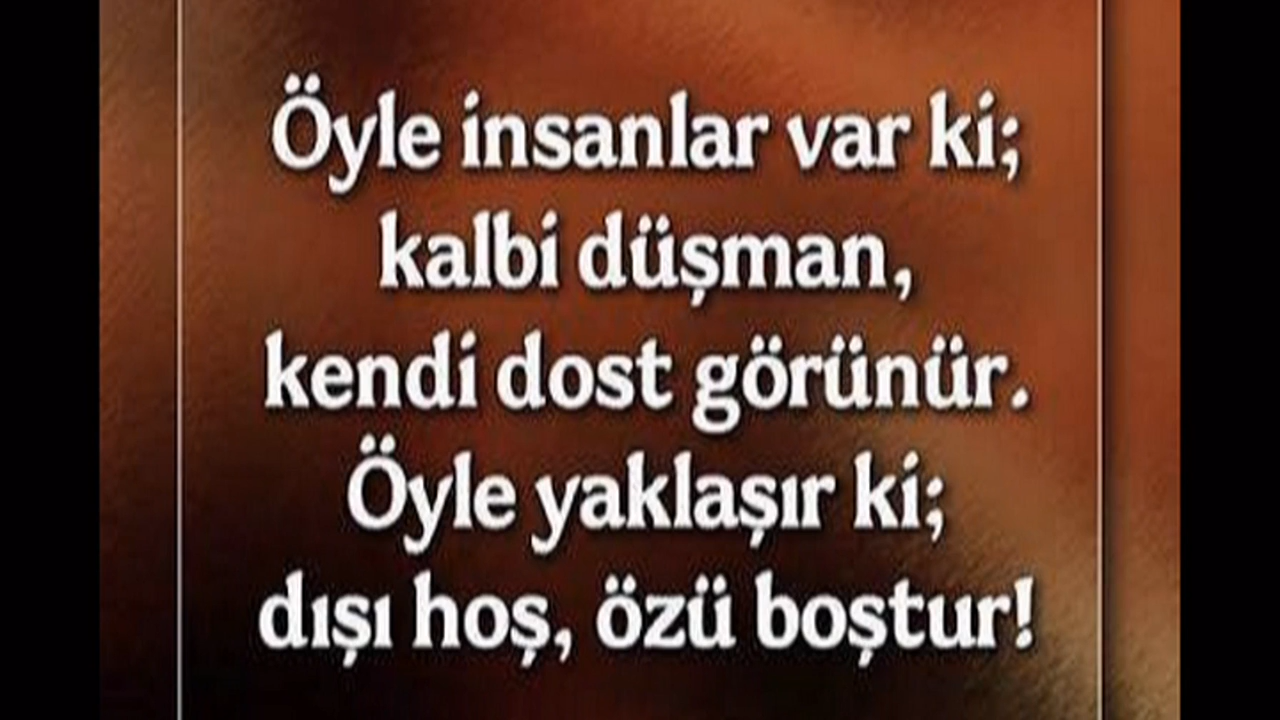 Öyle insanlar var ki;
kalbi düşman,
kendi dost görünür.
Öyle yaklaşır ki;
dışı hoş, özü boştur!